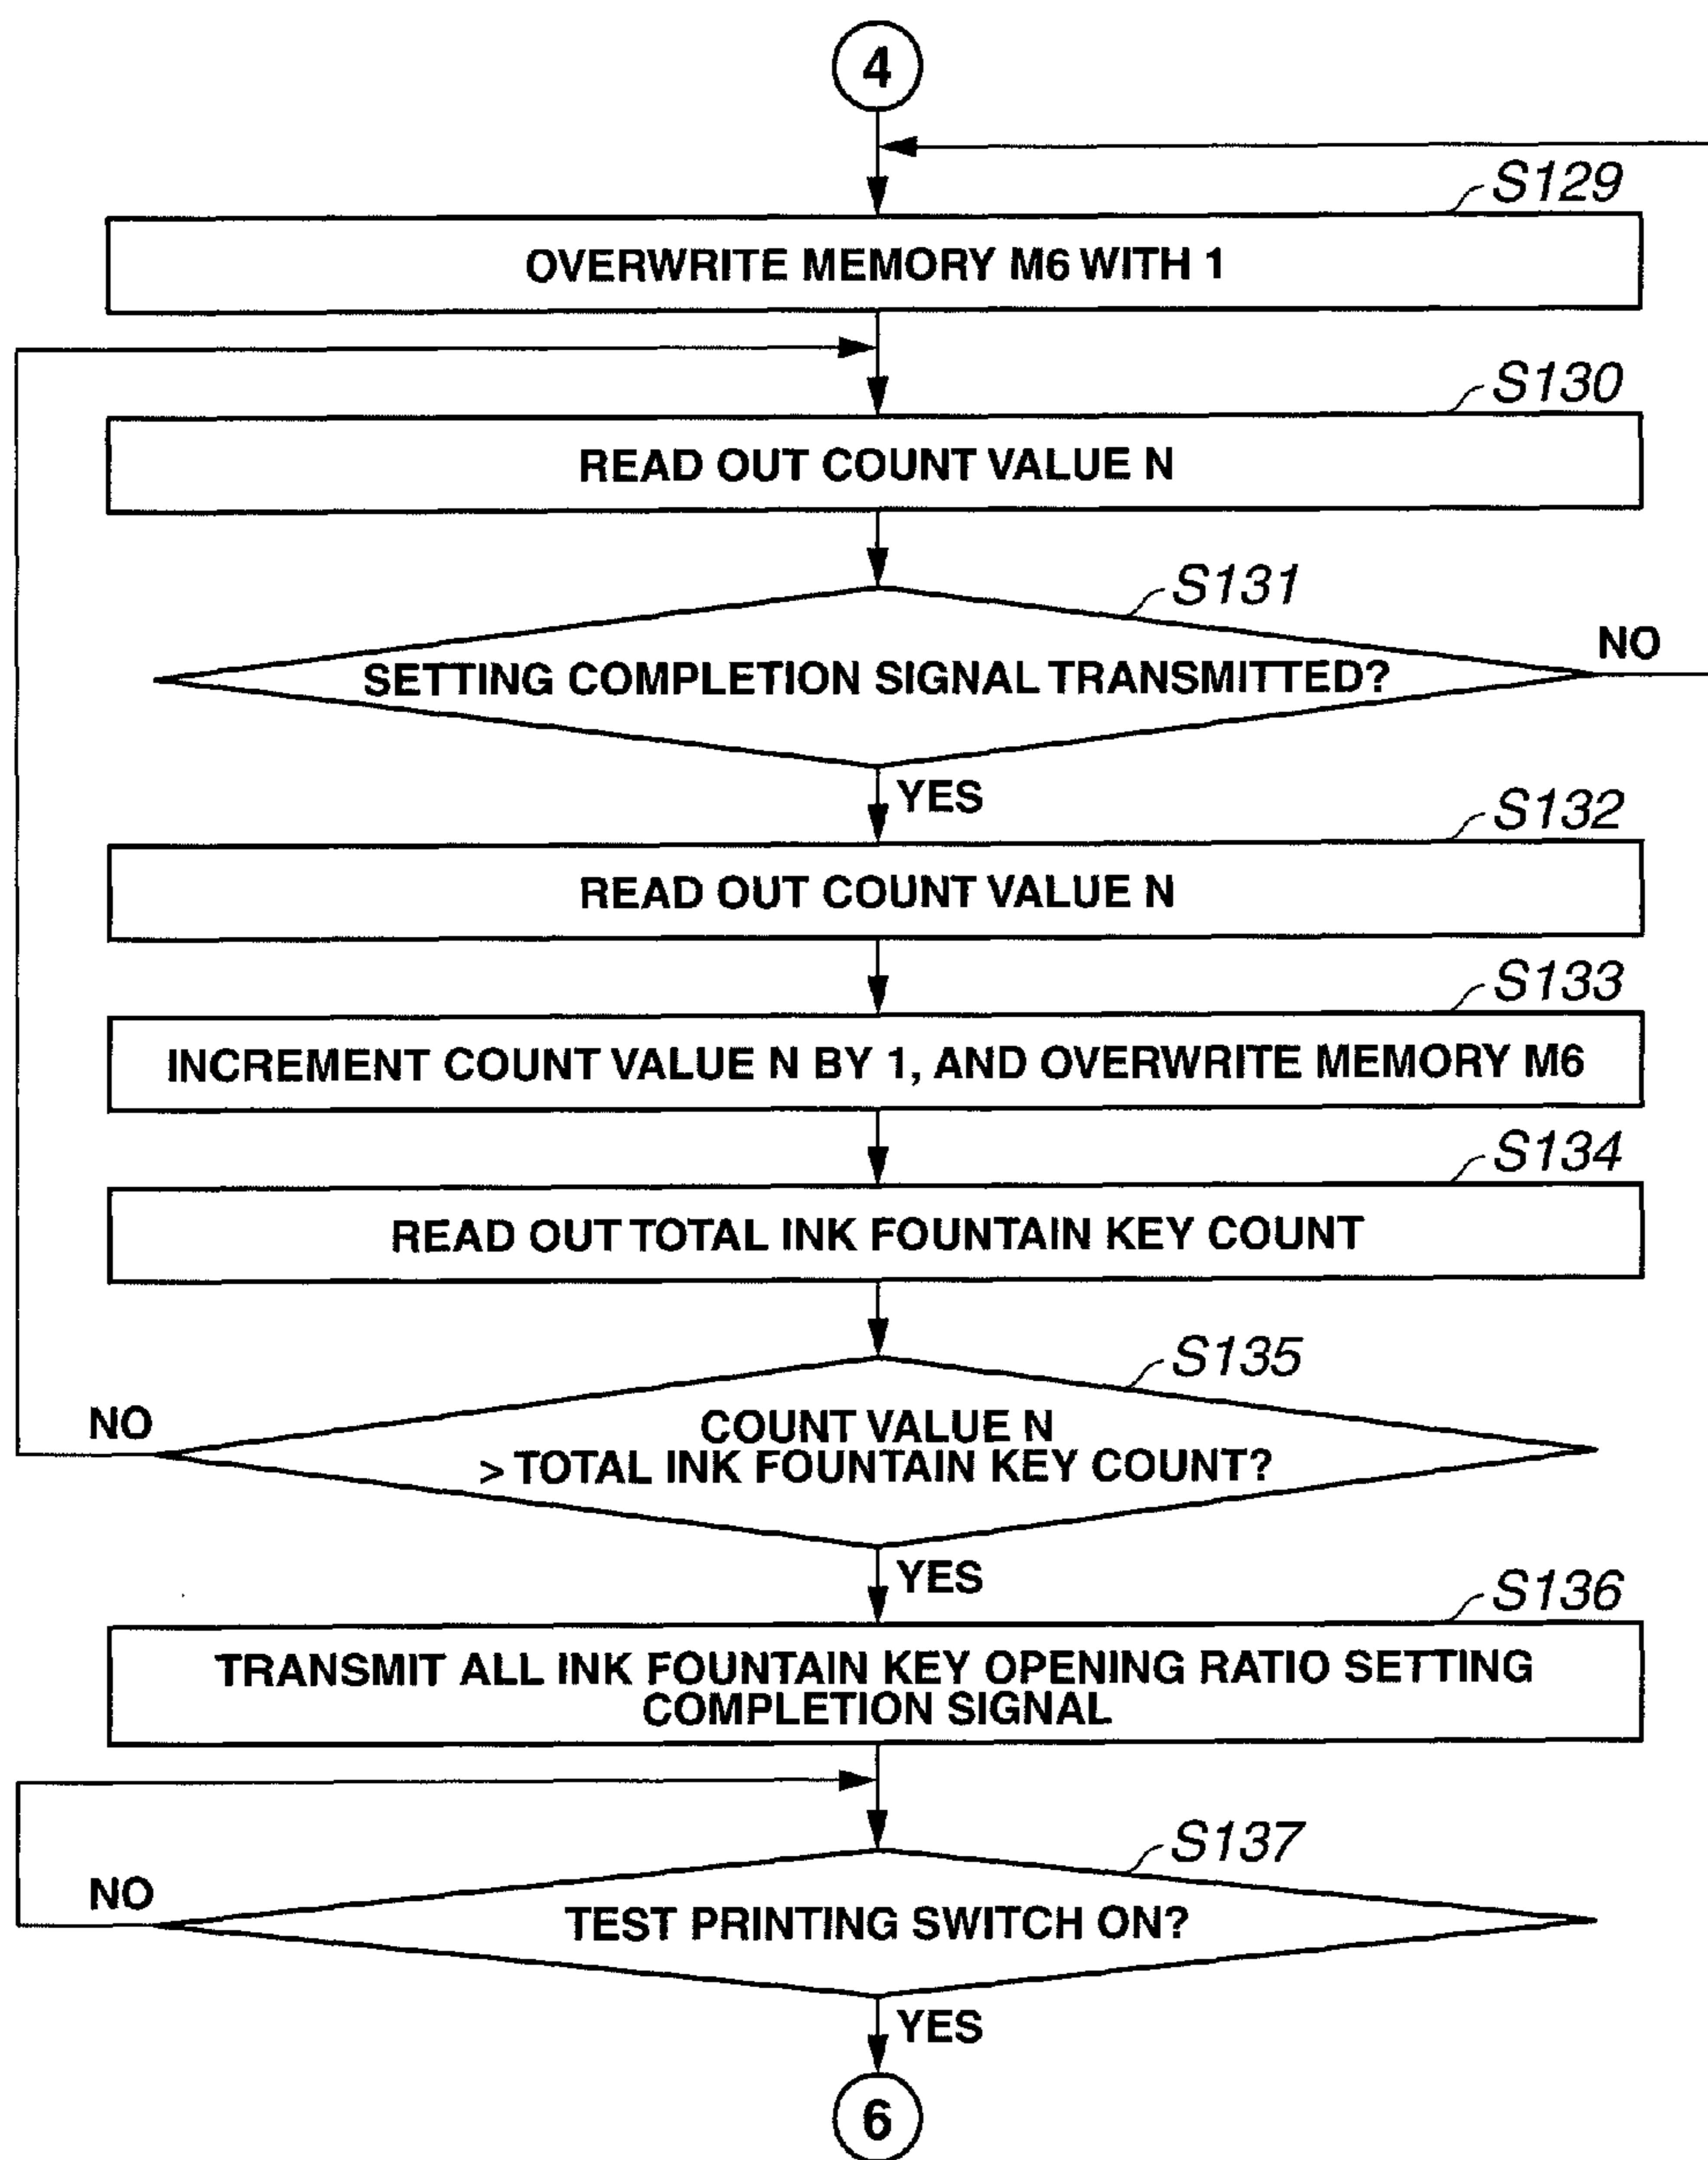 4
S129
OVERWRITE MEMORY M6 WITH 1
S130
READ OUT COUNT VALUE N
S131
NO
SETTING COMPLETION SIGNAL TRANSMITTED?
YES
S132
READ OUT COUNT VALUE N
S133
INCREMENT COUNT VALUE N BY 1, AND OVERWRITE MEMORY M6
S134
READ OUT TOTAL INK FOUNTAIN KEY COUNT
S135
NO
COUNT VALUE N
> TOTAL INK FOUNTAIN KEY COUNT?
YES
S136
TRANSMIT ALL INK FOUNTAIN KEY OPENING RATIO SETTING
COMPLETION SIGNAL
S137
NO
TEST PRINTING SWITCH ON?
YES
6